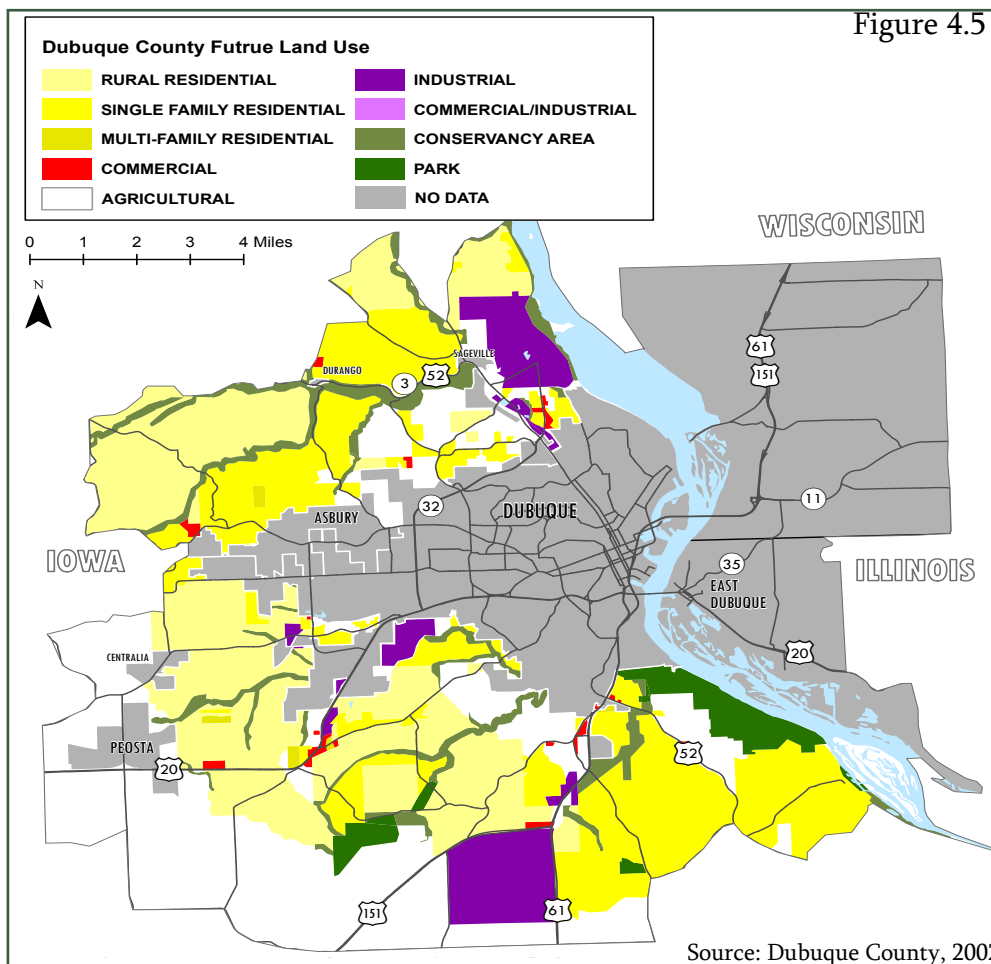 Figure 4.5
Dubuque County Futrue Land Use
RURAL RESIDENTIAL
SINGLE FAMILY RESIDENTIAL
MULTI-FAMILY RESIDENTIAL
COMMERCIAL
AGRICULTURAL
INDUSTRIAL
COMMERCIAL/INDUSTRIAL
CONSERVANCY AREA
PARK
NO DATA
0 1 2 3 4 Miles
N
WISCONSIN
61
151
SAGEVILLE
DURANGO
52
3
32
ASBURY
DUBUQUE
11
IOWA
35
ILLINOIS
EAST
DUBUQUE
20
CENTRALIA
PEOSTA
20
52
151
61
Source: Dubuque County, 2002